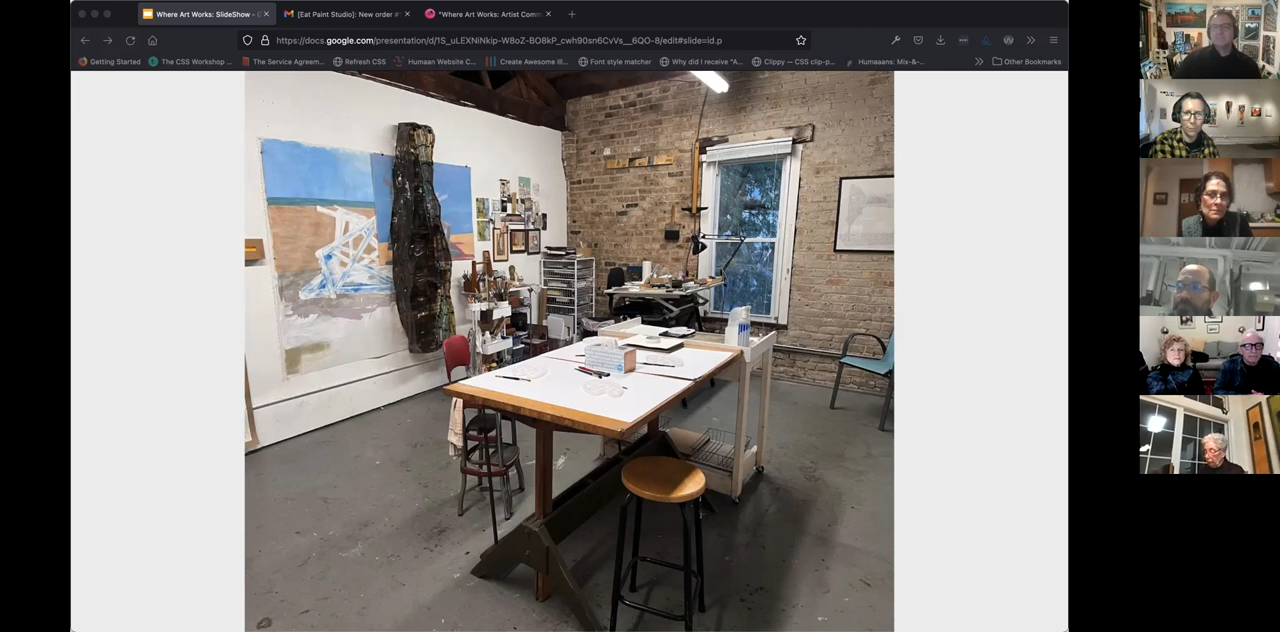 Where Art Works: SlideShow - G
[Eat Paint Studio]: New order #
"Where Art Works: Artist Comm
https://docs.google.com/presentation/d/1S_uLEXNiNkip-W8oZ-BO8kP_cwh90sn6CvVs__6QO-8/edit#slide=id.p
Getting Started
The CSS Workshop ...
The Service Agreem...
Refresh CSS
Humaan Website C...
Create Awesome Ill...
Font style matcher
Why did I receive "A...
Clippy — CSS clip-p...
Humaaans: Mix-&-...
Other Bookmarks